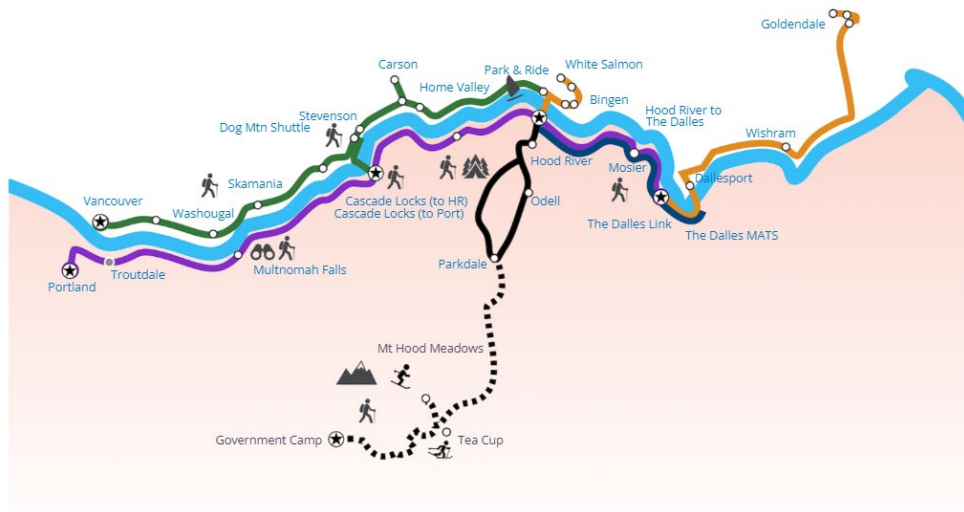 Goldendale
Carson
Park & Ride
White Salmon
Home Valley
Bingen
Stevenson
Hood River to
The Dalles
Dog Mtn Shuttle
Wishram
Hood River
Mosier
Skamania
Dallesport
Vancouver
Cascade Locks (to HR)
Cascade Locks (to Port)
Odell
Washougal
The Dalles Link
The Dalles MATS
Parkdale
Troutdale
Multnomah Falls
Portland
Mt Hood Meadows
Government Camp
Tea Cup